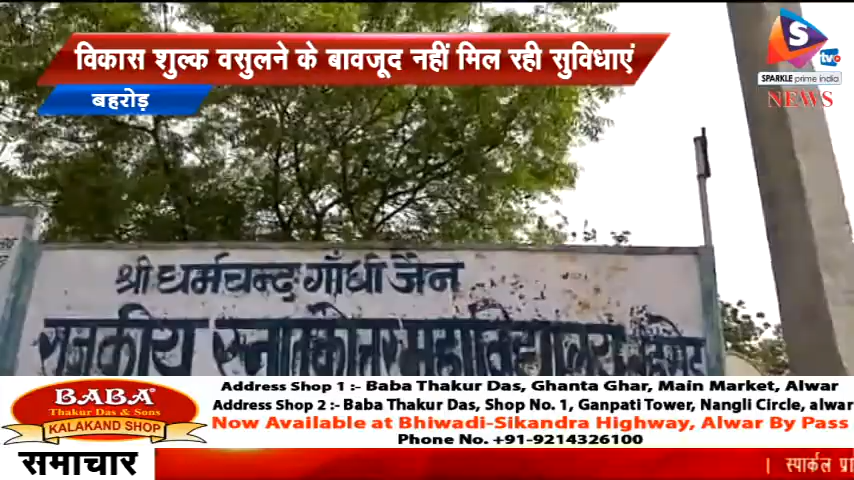 विकास शुल्क वसुलने के बावजूद नहीं मिल रही सुविधाएं
बहरोड़
S
tvo
SPARKLE prime INDIA
NEWS
श्री धर्मचन्द गाँधी जैन
राजकीय स्नातकोत्तर महाविद्यालय
BABA
Thakur Das & Sons
KALAKAND SHOP
Address Shop 1 :- Baba Thakur Das, Ghanta Ghar, Main Market, Alwar
Address Shop 2 :- Baba Thakur Das, Shop No. 1, Ganpati Tower, Nangli Circle, alwar
Now Available at Bhiwadi-Sikandra Highway, Alwar By Pass
Phone No. +91-9214326100
समाचार
| स्पार्कल प्रा